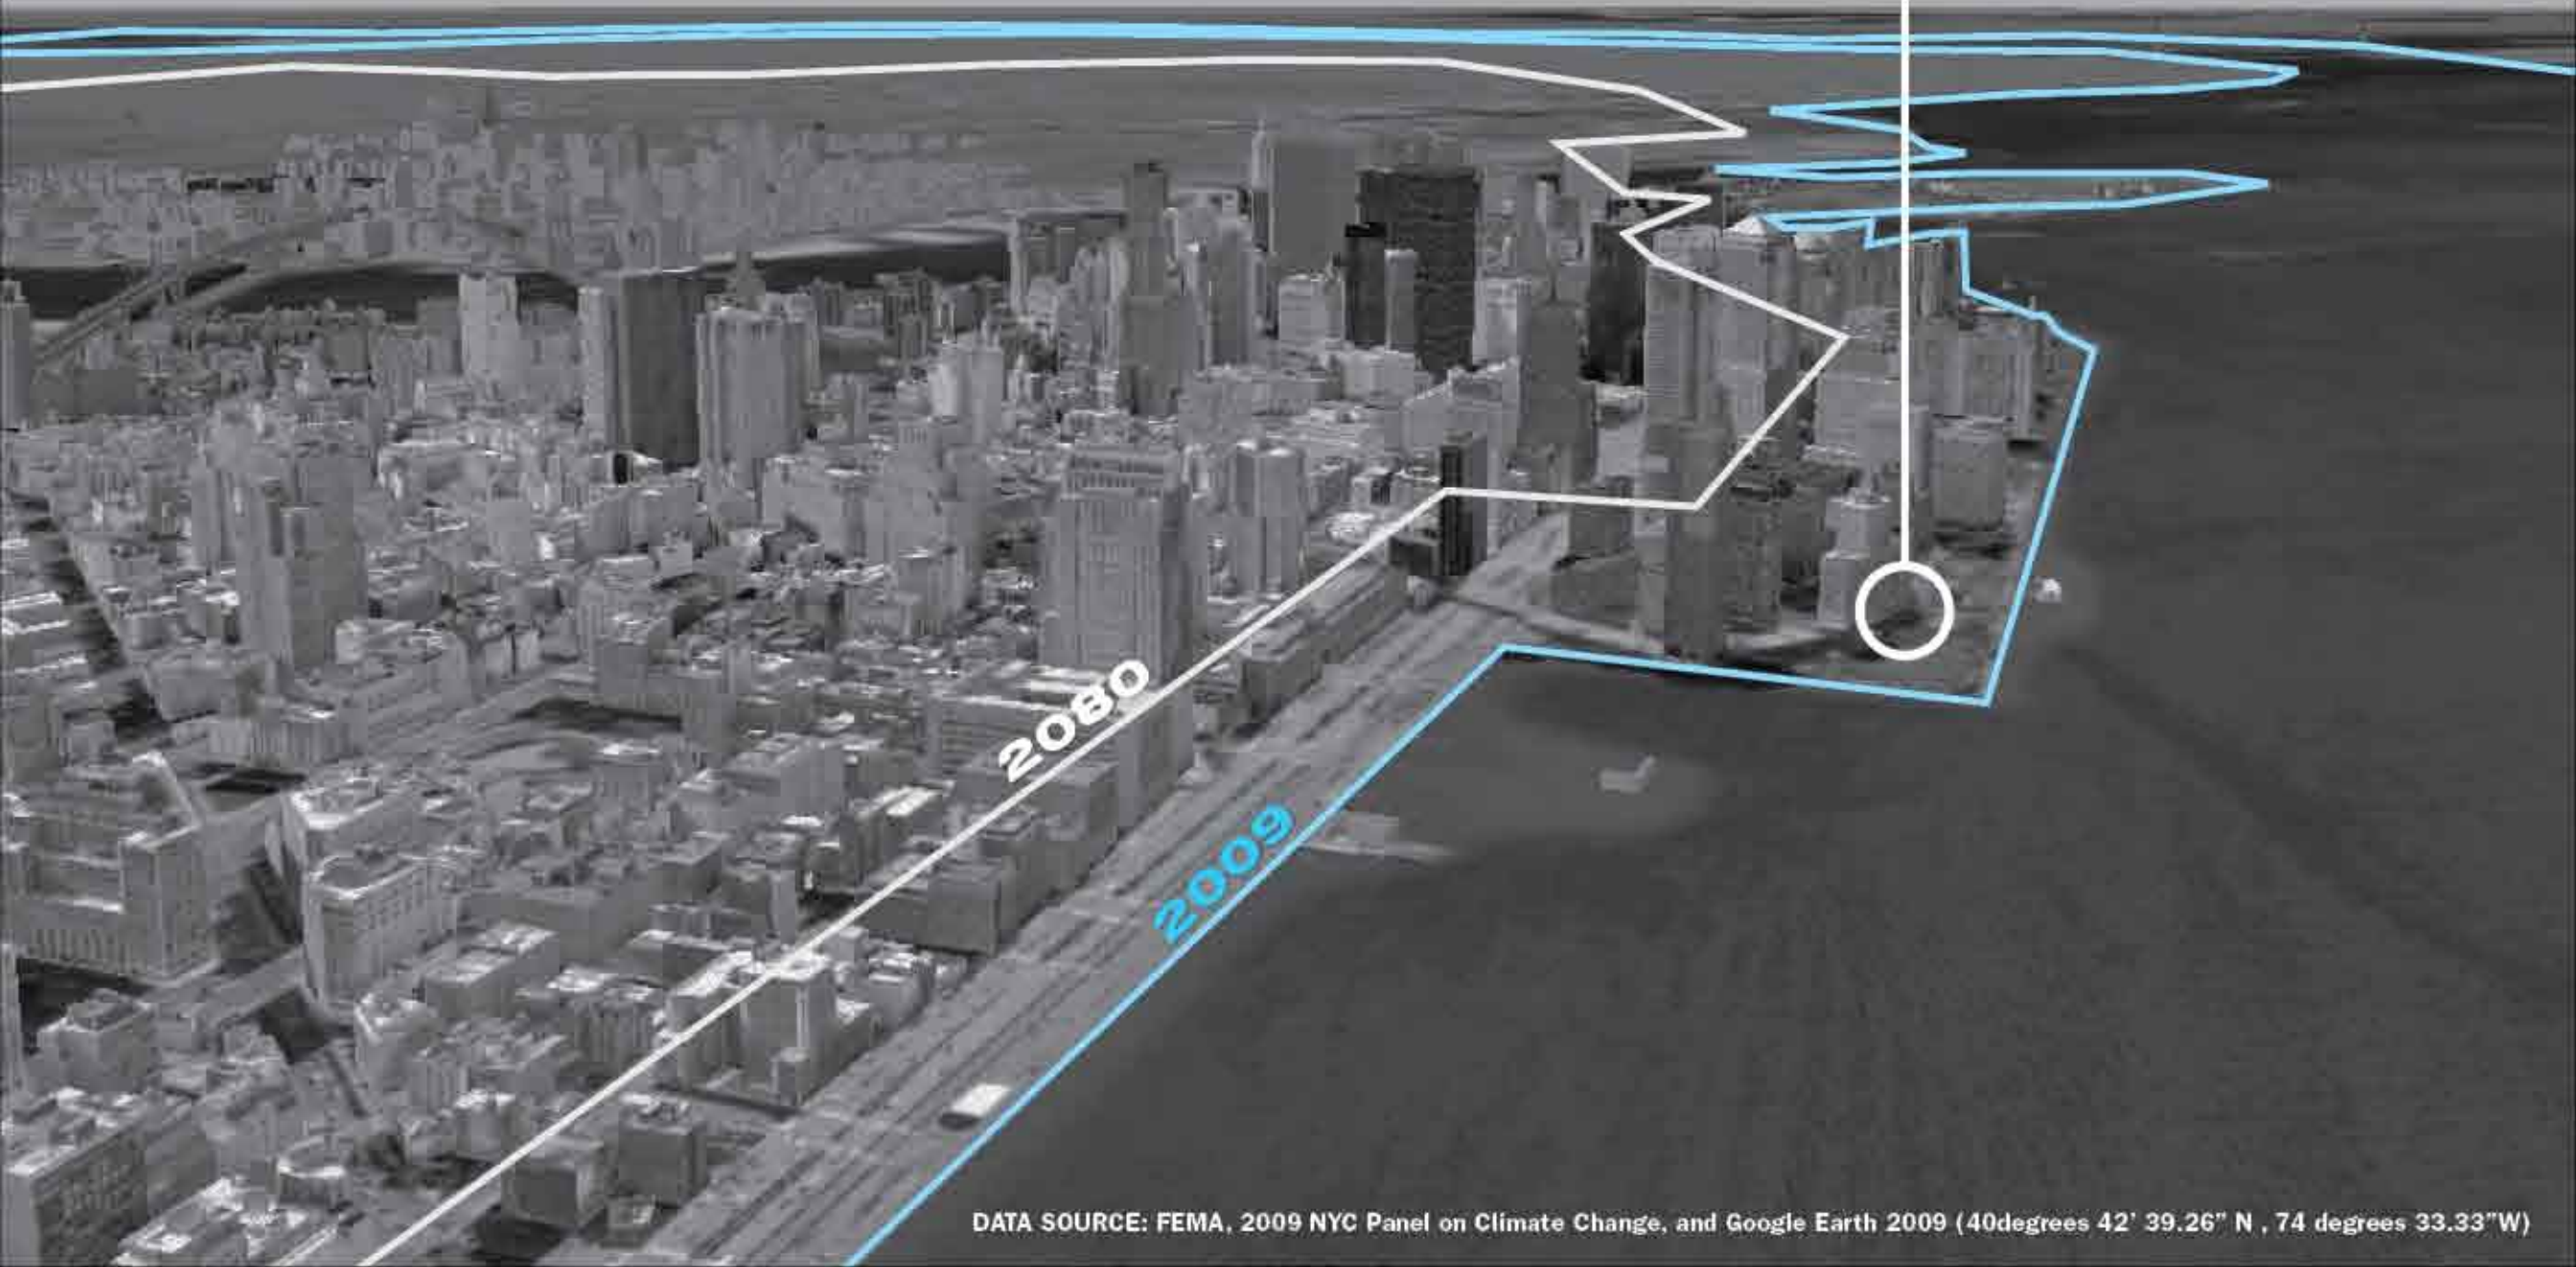 2080
2009
DATA SOURCE: FEMA, 2009 NYC Panel on Climate Change, and Google Earth 2009 (40degrees 42' 39.26" N , 74 degrees 33.33"W)